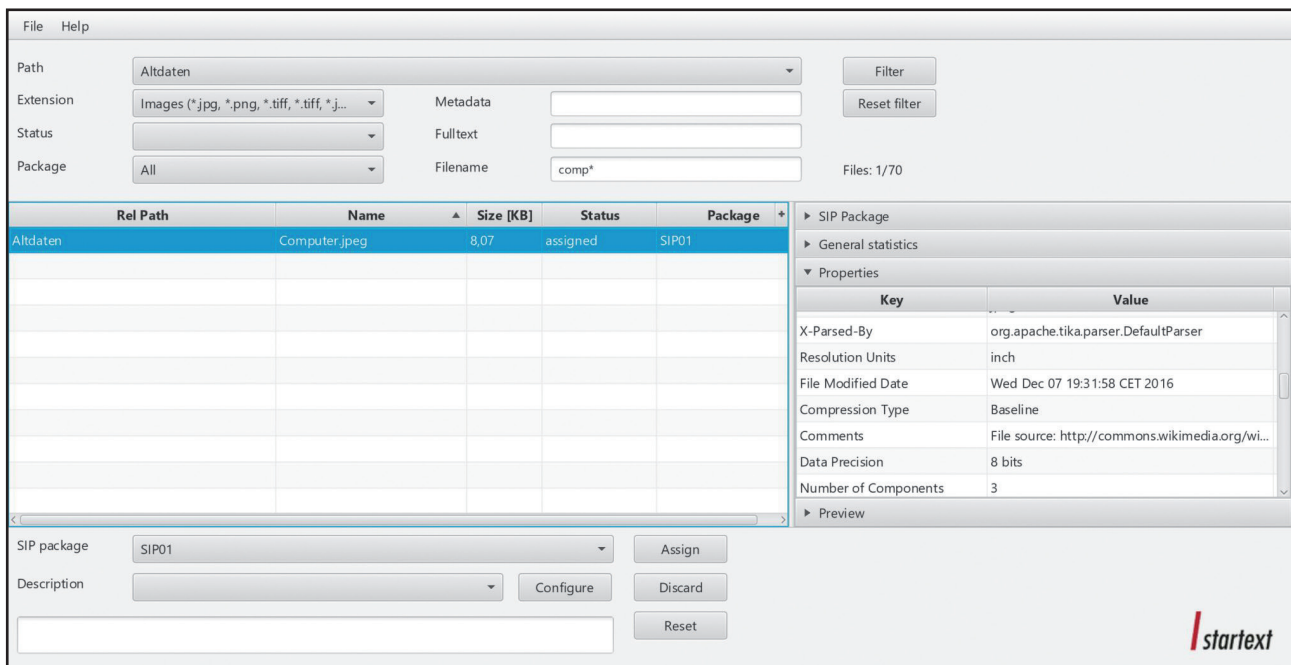 File Help
Path Altdaten Filter
Extension Images (*.jpg, *.png, *.tiff, *.tiff, *.j... Metadata Reset filter
Status Fulltext
Package All Filename comp* Files: 1/70
Rel Path Name Size [KB] Status Package +
Altdaten Computer.jpeg 8,07 assigned SIP01
SIP Package
General statistics
Properties
Key Value
X-Parsed-By org.apache.tika.parser.DefaultParser
Resolution Units inch
File Modified Date Wed Dec 07 19:31:58 CET 2016
Compression Type Baseline
Comments File source: http://commons.wikimedia.org/wi...
Data Precision 8 bits
Number of Components 3
Preview
SIP package SIP01 Assign
Description Configure Discard
Reset
startext